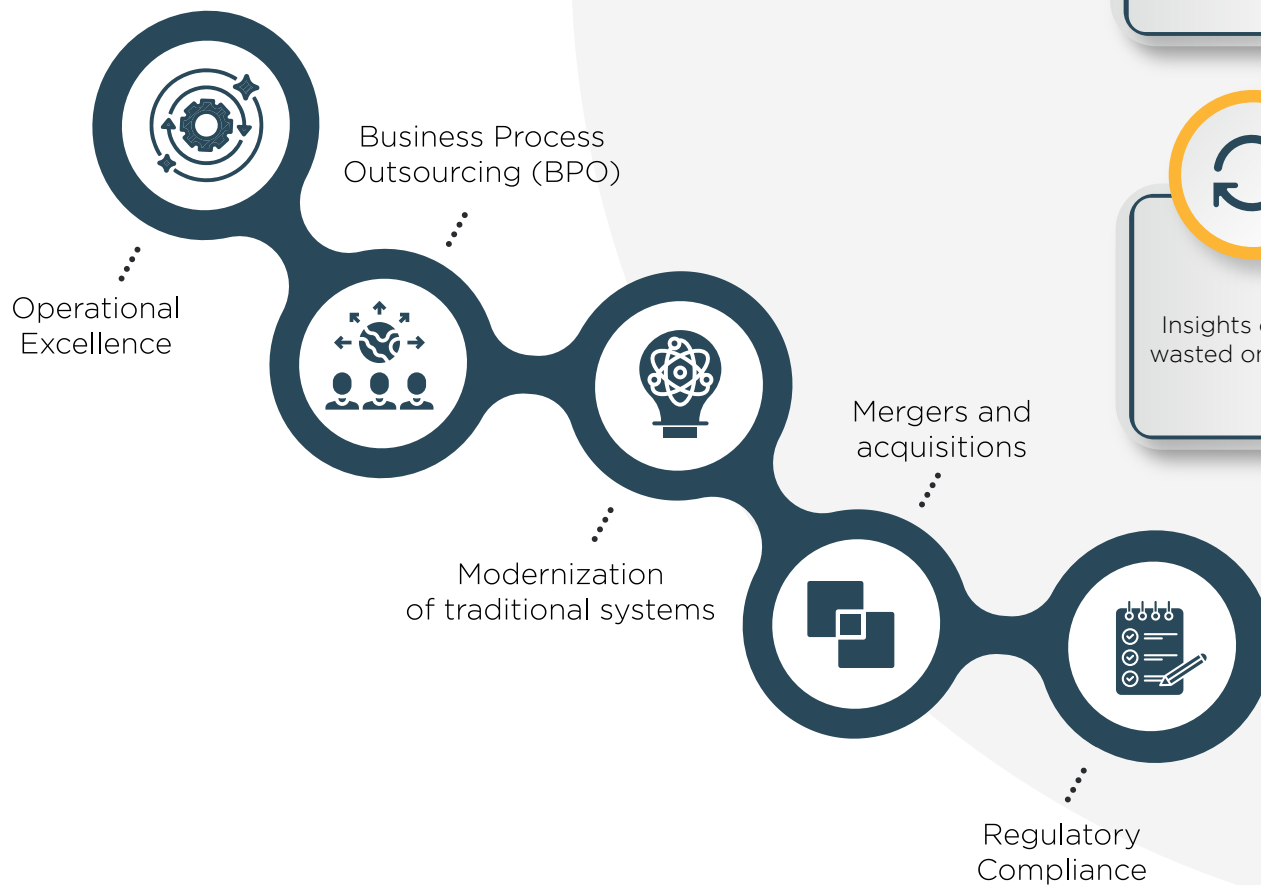 Business Process
Outsourcing (BPO)
Operational
Excellence
Insights
wasted
Mergers and
acquisitions
Modernization
of traditional systems
Regulatory
Compliance